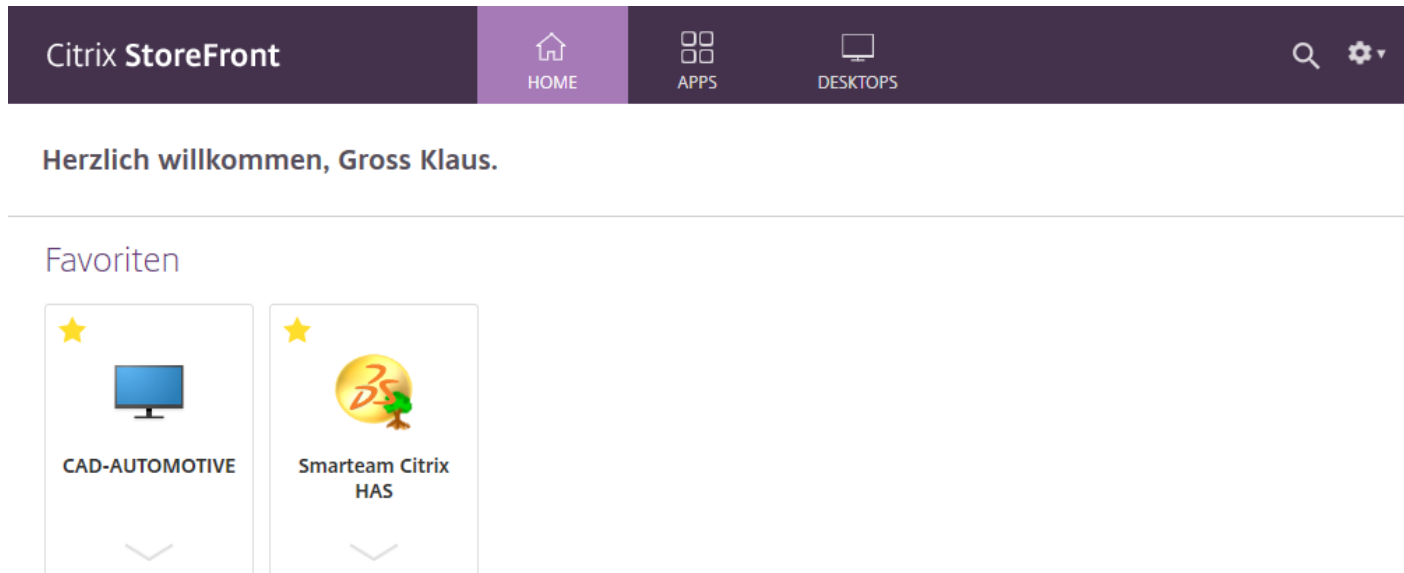 Citrix StoreFront
HOME
APPS
DESKTOPS
Herzlich willkommen, Gross Klaus.
Favoriten
CAD-AUTOMOTIVE
Smarteam Citrix
HAS